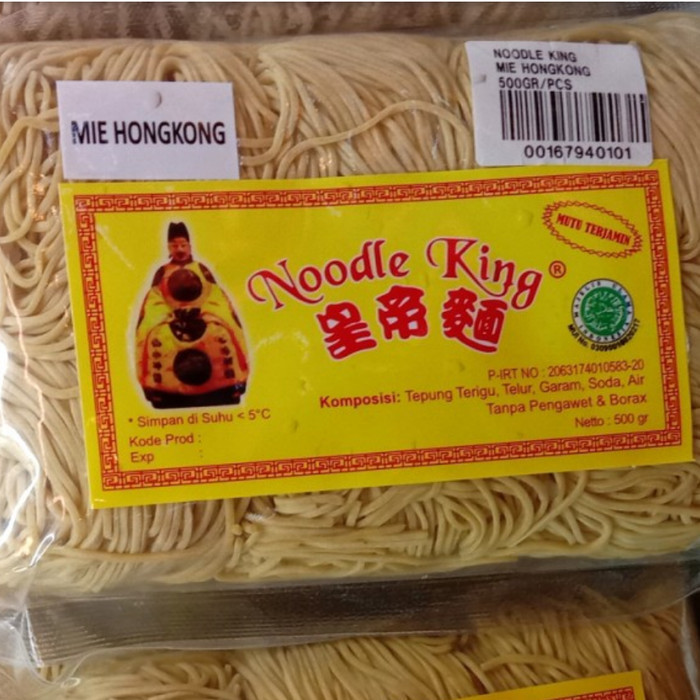 MIE HONGKONG
NOODLE KING
MIE HONGKONG
500GR/PCS
00167940101
MUTU TERJAMIN
Noodle King ®
皇帝麵
P-IRT NO : 2063174010583-20
Komposisi: Tepung Terigu, Telur, Garam, Soda, Air
Tanpa Pengawet & Borax
Netto : 500 gr
* Simpan di Suhu < 5°C
Kode Prod :
Exp :